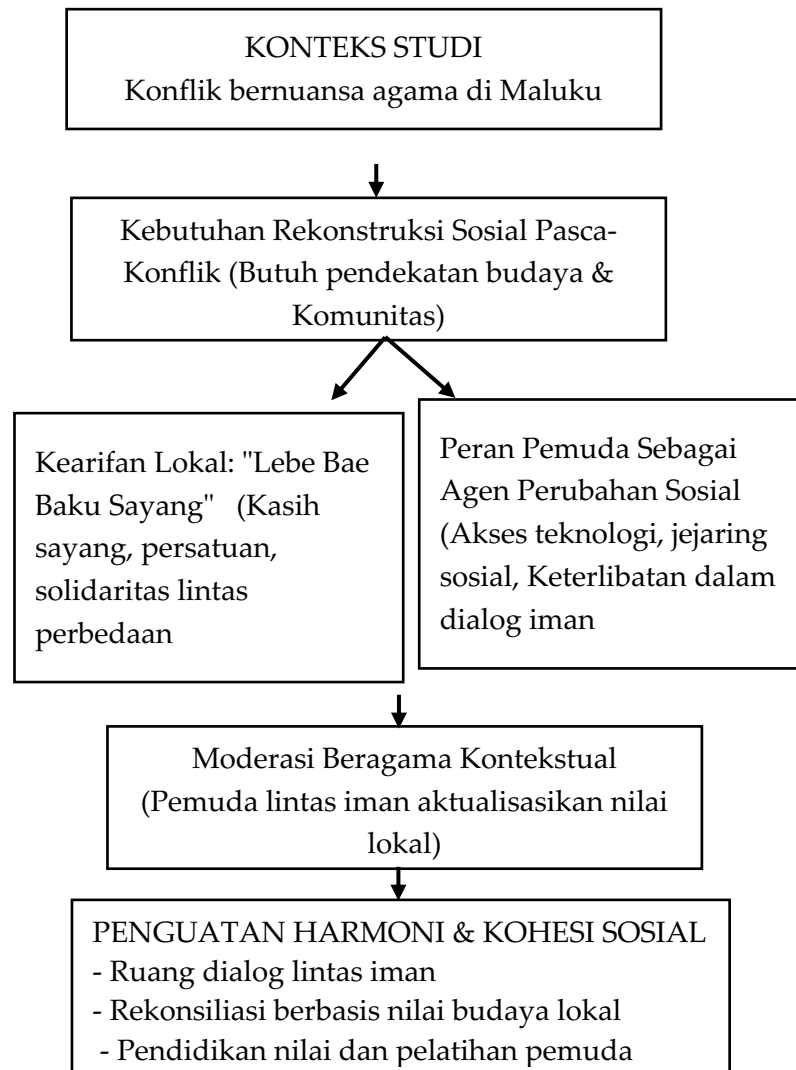 KONTEKS STUDI
Konflik bernuansa agama di Maluku
Kebutuhan Rekonstruksi Sosial Pasca-
Konflik (Butuh pendekatan budaya &
Komunitas)
Kearifan Lokal: "Lebe Bae
Baku Sayang" (Kasih
sayang, persatuan,
solidaritas lintas
perbedaan
Peran Pemuda Sebagai
Agen Perubahan Sosial
(Akses teknologi, jejaring
sosial, Keterlibatan dalam
dialog iman
Moderasi Beragama Kontekstual
(Pemuda lintas iman aktualisasikan nilai
lokal)
PENGUATAN HARMONI & KOHESI SOSIAL
- Ruang dialog lintas iman
- Rekonsiliasi berbasis nilai budaya lokal
- Pendidikan nilai dan pelatihan pemuda